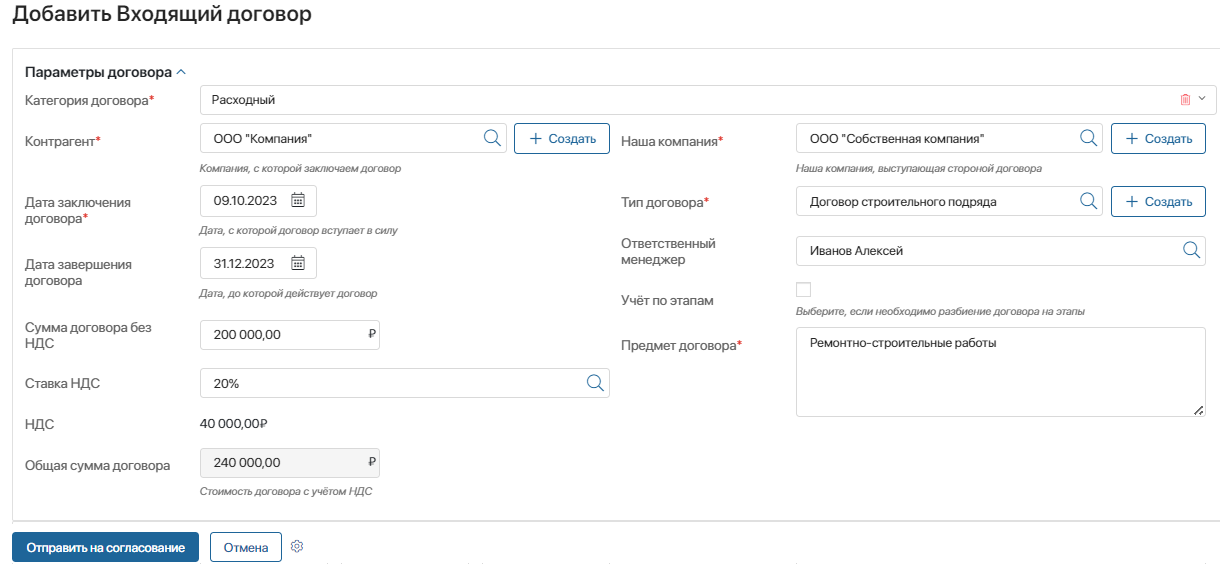 Добавить Входящий договор
Параметры договора
Категория договора*
Расходный
Контрагент*
ООО "Компания"
+ Создать
Компания, с которой заключаем договор
Наша компания*
ООО "Собственная компания"
+ Создать
Наша компания, выступающая стороной договора
Дата заключения
договора*
09.10.2023
Дата, с которой договор вступает в силу
Тип договора*
Договор строительного подряда
+ Создать
Дата завершения
договора
31.12.2023
Дата, до которой действует договор
Ответственный
менеджер
Иванов Алексей
Учёт по этапам
Выберите, если необходимо разбиение договора на этапы
Сумма договора без
НДС
200 000,00 ₽
Предмет договора*
Ремонтно-строительные работы
Ставка НДС
20%
НДС
40 000,00₽
Общая сумма договора
240 000,00 ₽
Стоимость договора с учётом НДС
Отправить на согласование
Отмена